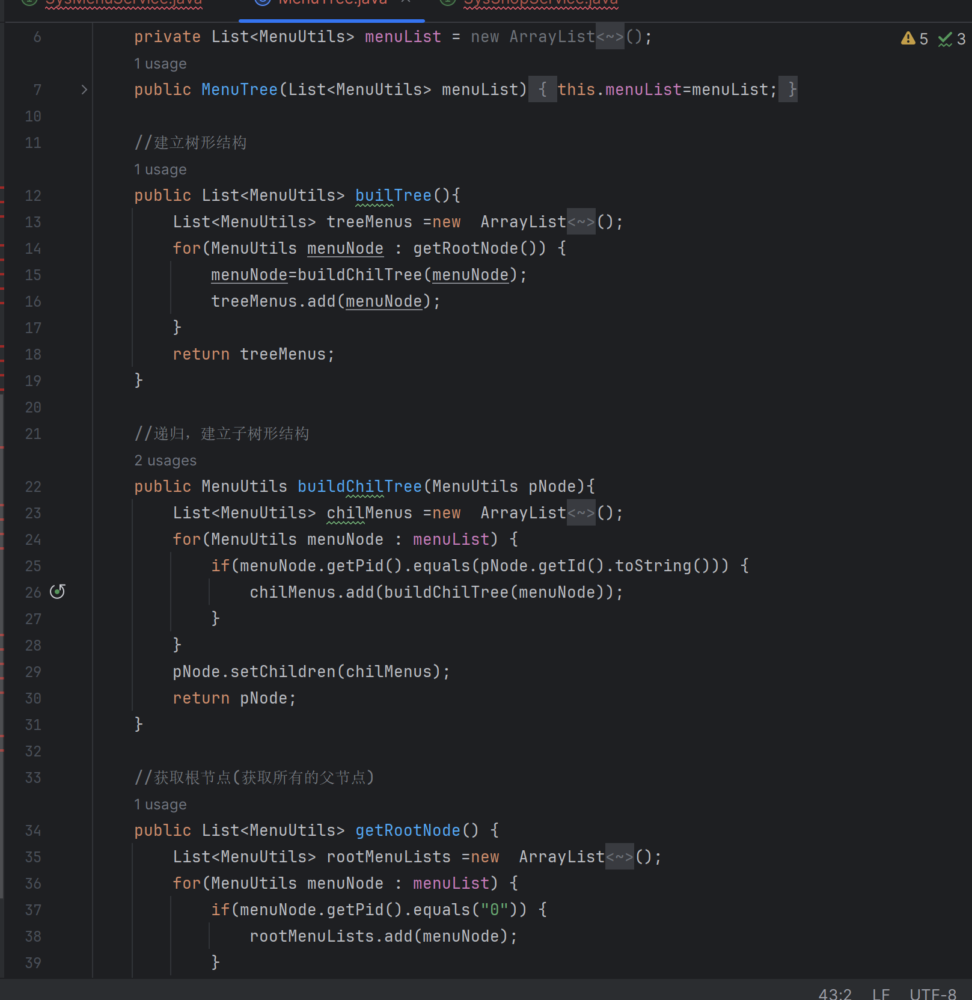 SysMenuService.java MenuTree.java SysShopService.java
6 private List<MenuUtils> menuList = new ArrayList<~>(); 5 3
1 usage
7 public MenuTree(List<MenuUtils> menuList) { this.menuList=menuList; }
10
11 //建立树形结构
1 usage
12 public List<MenuUtils> builTree(){
13 List<MenuUtils> treeMenus =new  ArrayList<~>();
14 for(MenuUtils menuNode : getRootNode()) {
15 menuNode=buildChilTree(menuNode);
16 treeMenus.add(menuNode);
17 }
18 return treeMenus;
19 }
20
21 //递归，建立子树形结构
2 usages
22 public MenuUtils buildChilTree(MenuUtils pNode){
23 List<MenuUtils> chilMenus =new  ArrayList<~>();
24 for(MenuUtils menuNode : menuList) {
25 if(menuNode.getPid().equals(pNode.getId().toString())) {
26 chilMenus.add(buildChilTree(menuNode));
27 }
28 }
29 pNode.setChildren(chilMenus);
30 return pNode;
31 }
32
33 //获取根节点(获取所有的父节点)
1 usage
34 public List<MenuUtils> getRootNode() {
35 List<MenuUtils> rootMenuLists =new  ArrayList<~>();
36 for(MenuUtils menuNode : menuList) {
37 if(menuNode.getPid().equals("0")) {
38 rootMenuLists.add(menuNode);
39 }
43:2 LF UTF-8